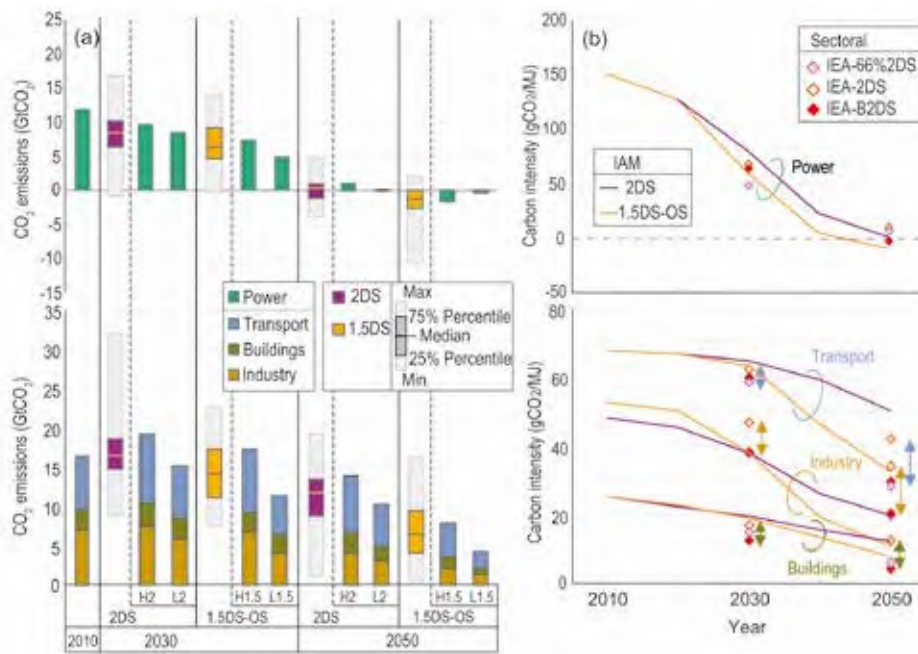 (a)
CO2 emissions (GtCO2)
25
20
15
10
5
0
-5
-10
-15
Power
Transport
Buildings
Industry
2DS
1.5DS
Max
75% Percentile
Median
25% Percentile
Min
CO2 emissions (GtCO2)
35
30
25
20
15
10
5
0
H2 L2 H1.5 L1.5 H2 L2 H1.5 L1.5
2DS 1.5DS-OS 2DS 1.5DS-OS
2010 2030 2050
(b)
Carbon intensity (gCO2/MJ)
200
150
100
50
0
-50
Sectoral
IEA-66%2DS
IEA-2DS
IEA-B2DS
IAM
2DS
1.5DS-OS
Power
Carbon intensity (gCO2/MJ)
80
60
40
20
0
Transport
Industry
Buildings
2010 2030 2050
Year